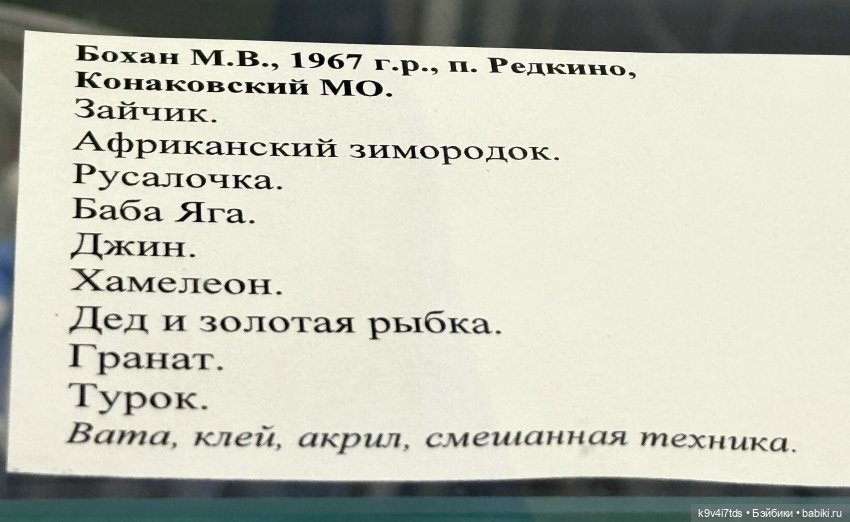 Бохан М.В., 1967 г.р., п. Редкино,
Конаковский МО.
Зайчик.
Африканский зимородок.
Русалочка.
Баба Яга.
Джин.
Хамелеон.
Дед и золотая рыбка.
Гранат.
Турок.
Вата, клей, акрил, смешанная техника.
k9v4i7tds • Бэйбики • babiki.ru